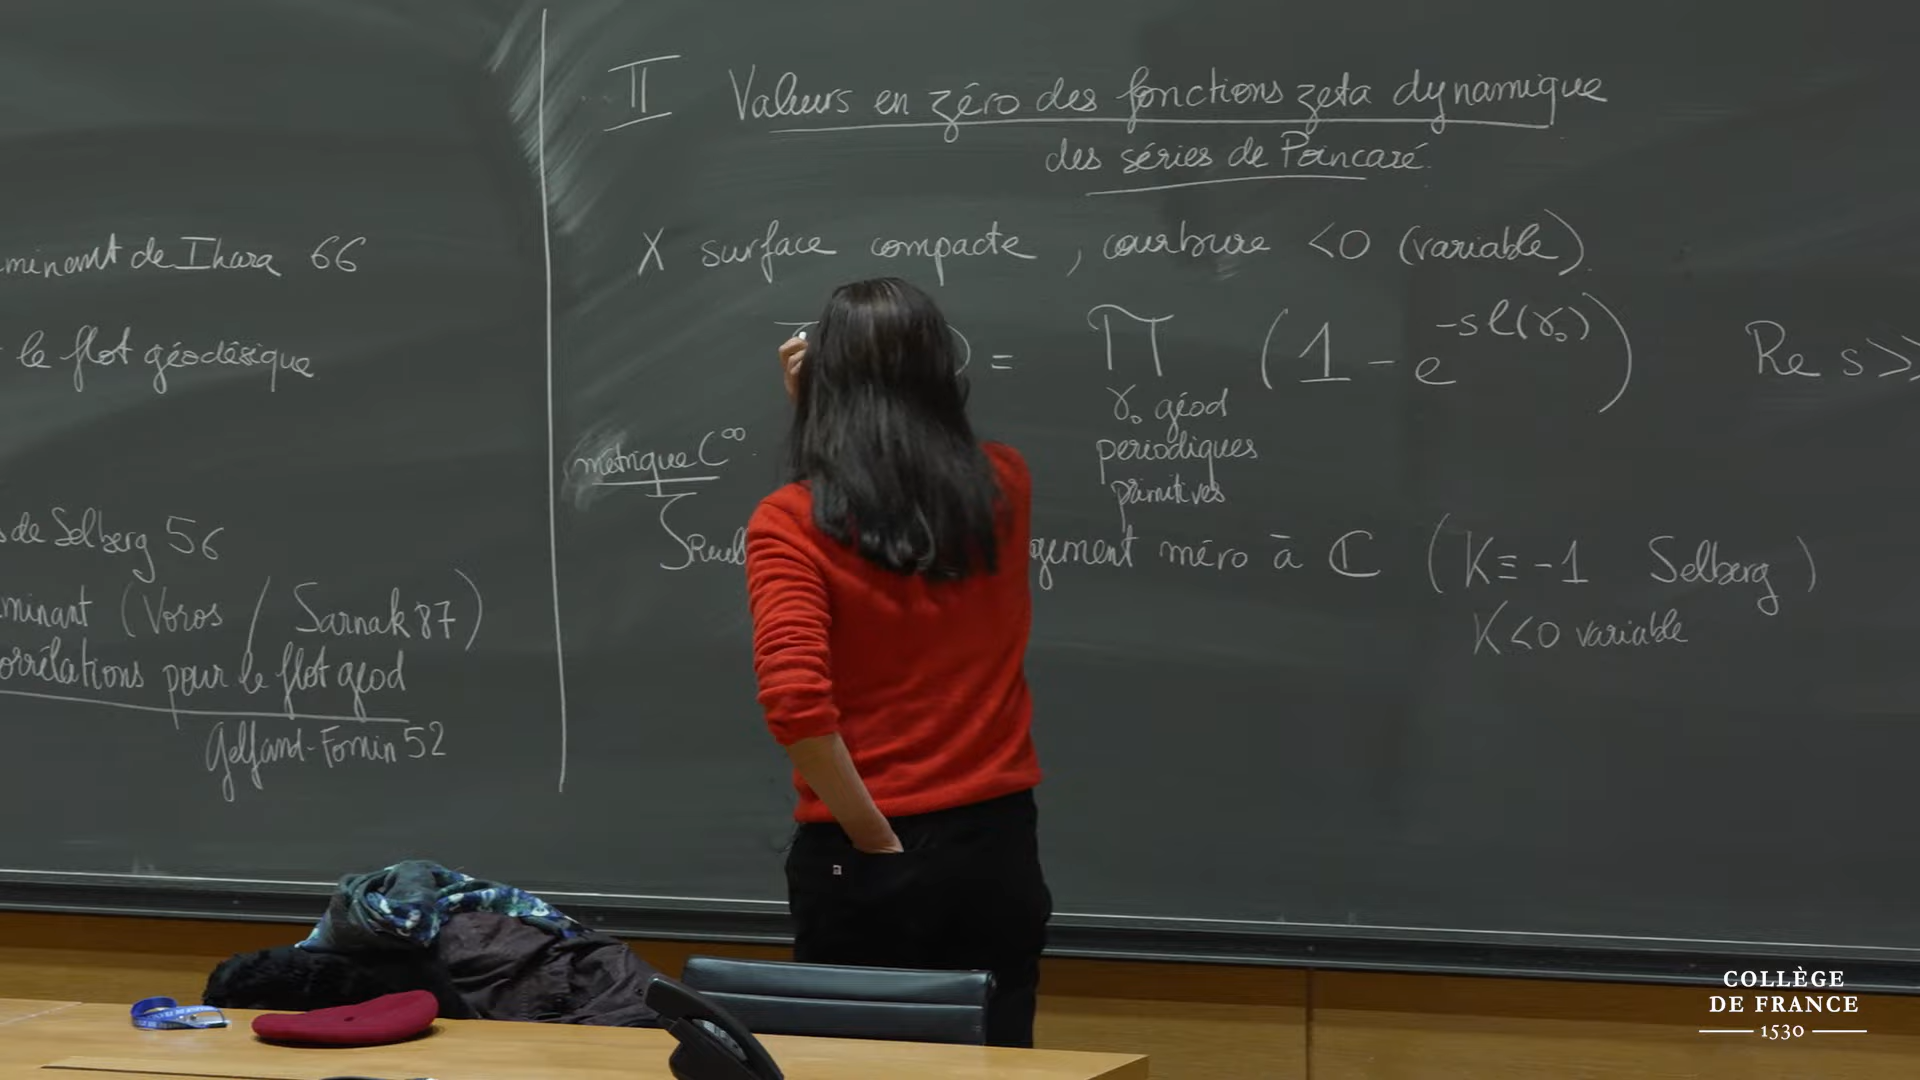 minant de Ihara 66
le flot géodésique
s de Selberg 56
minant (Voros / Sarnak 87)
orrélations pour le flot géod
Gelfand-Fomin 52
II Valeurs en zéro des fonctions zeta dynamique
des séries de Poincaré.
X surface compacte, courbure <0 (variable).
) = ∏ (1 - e^{-sℓ(γ₀)}) Re s>>
γ₀ géod
periodiques
primitives
métrique C^∞
ζ_Ruel gement méro à ℂ (K≡-1 Selberg)
K<0 variable
COLLÈGE
DE FRANCE
1530